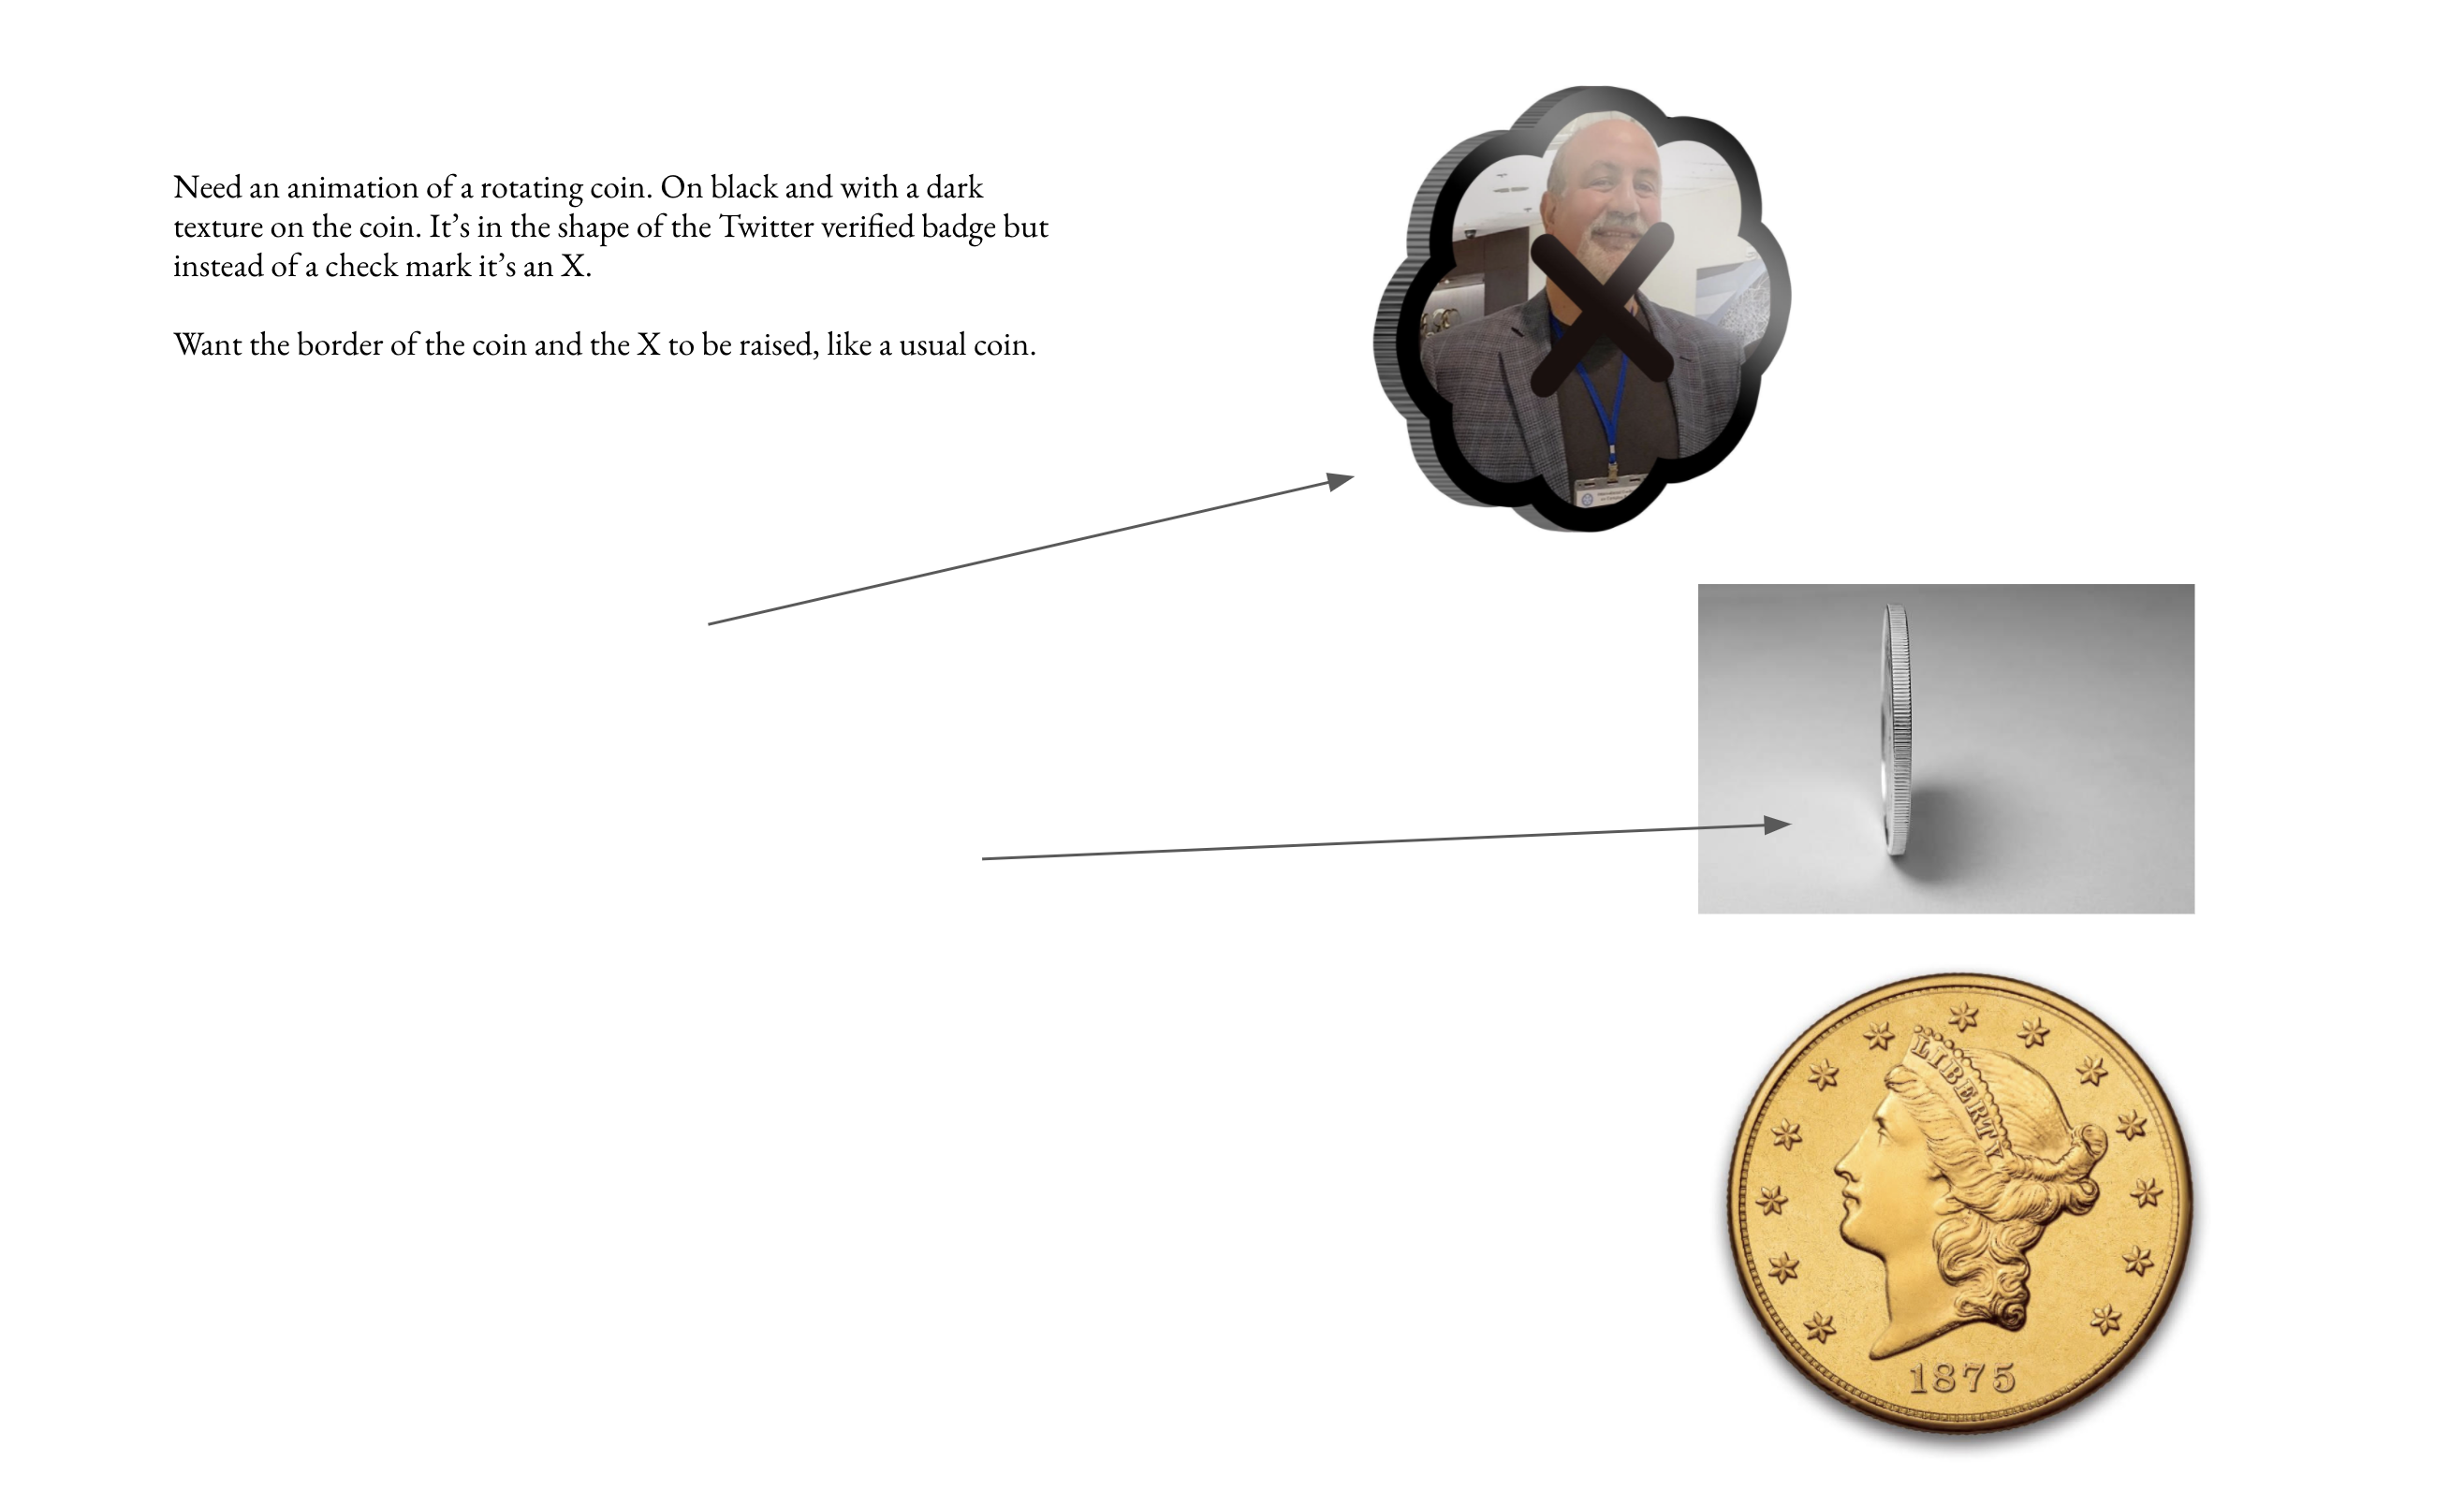 Need an animation of a rotating coin. On black and with a dark
texture on the coin. It’s in the shape of the Twitter verified badge but
instead of a check mark it’s an X.
Want the border of the coin and the X to be raised, like a usual coin.
LIBERTY
1875